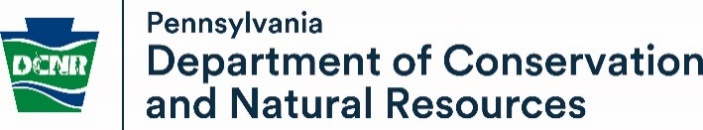 DCNR
Pennsylvania
Department of Conservation
and Natural Resources